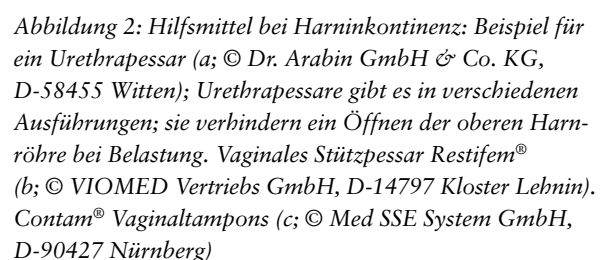 Abbildung 2: Hilfsmittel bei Harninkontinenz: Beispiel für
ein Urethrapessar (a; © Dr. Arabin GmbH & Co. KG,
D-58455 Witten); Urethrapessare gibt es in verschiedenen
Ausführungen; sie verhindern ein Öffnen der oberen Harn-
röhre bei Belastung. Vaginales Stützpessar Restifem®
(b; © VIOMED Vertriebs GmbH, D-14797 Kloster Lehnin).
Contam® Vaginaltampons (c; © Med SSE System GmbH,
D-90427 Nürnberg)